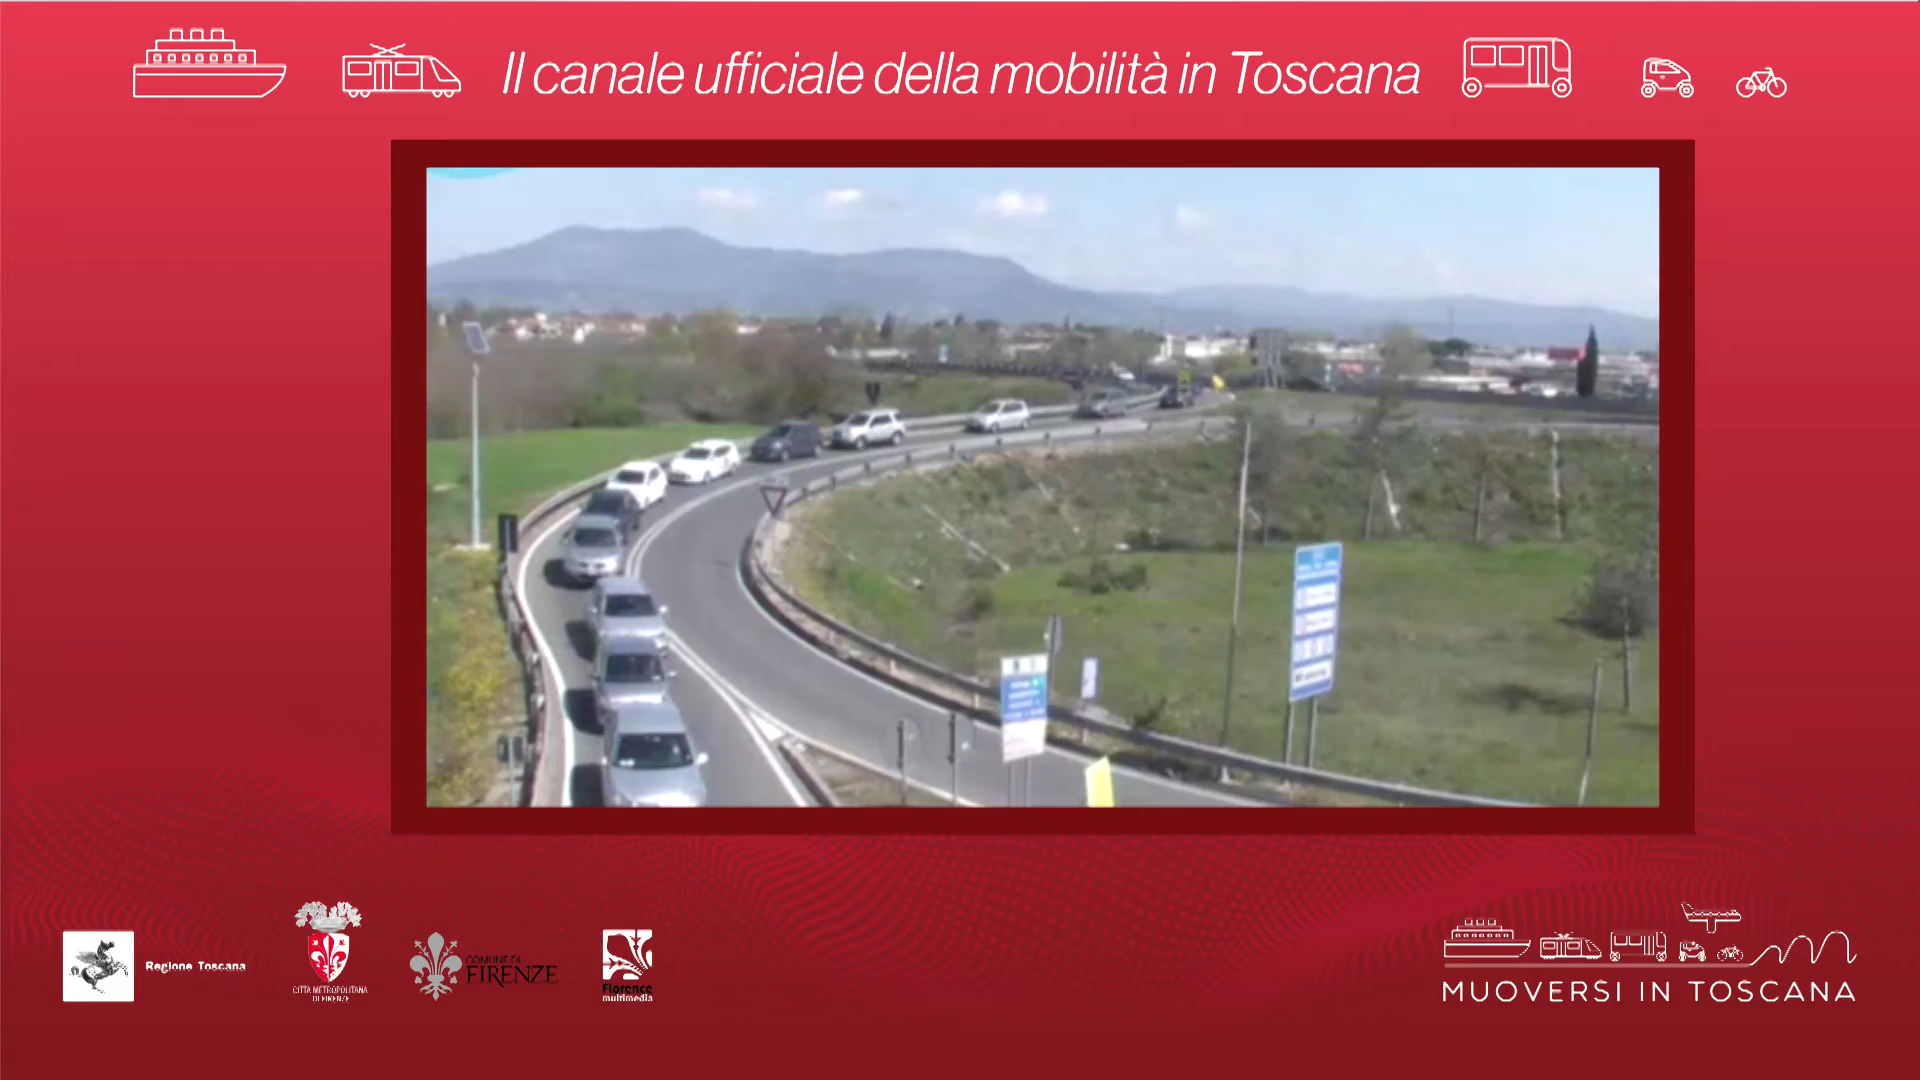 Il canale ufficiale della mobilità in Toscana
Regione Toscana
CITTÀ METROPOLITANA
DI FIRENZE
COMUNE DI
FIRENZE
Florence
multimedia
MUOVERSI IN TOSCANA